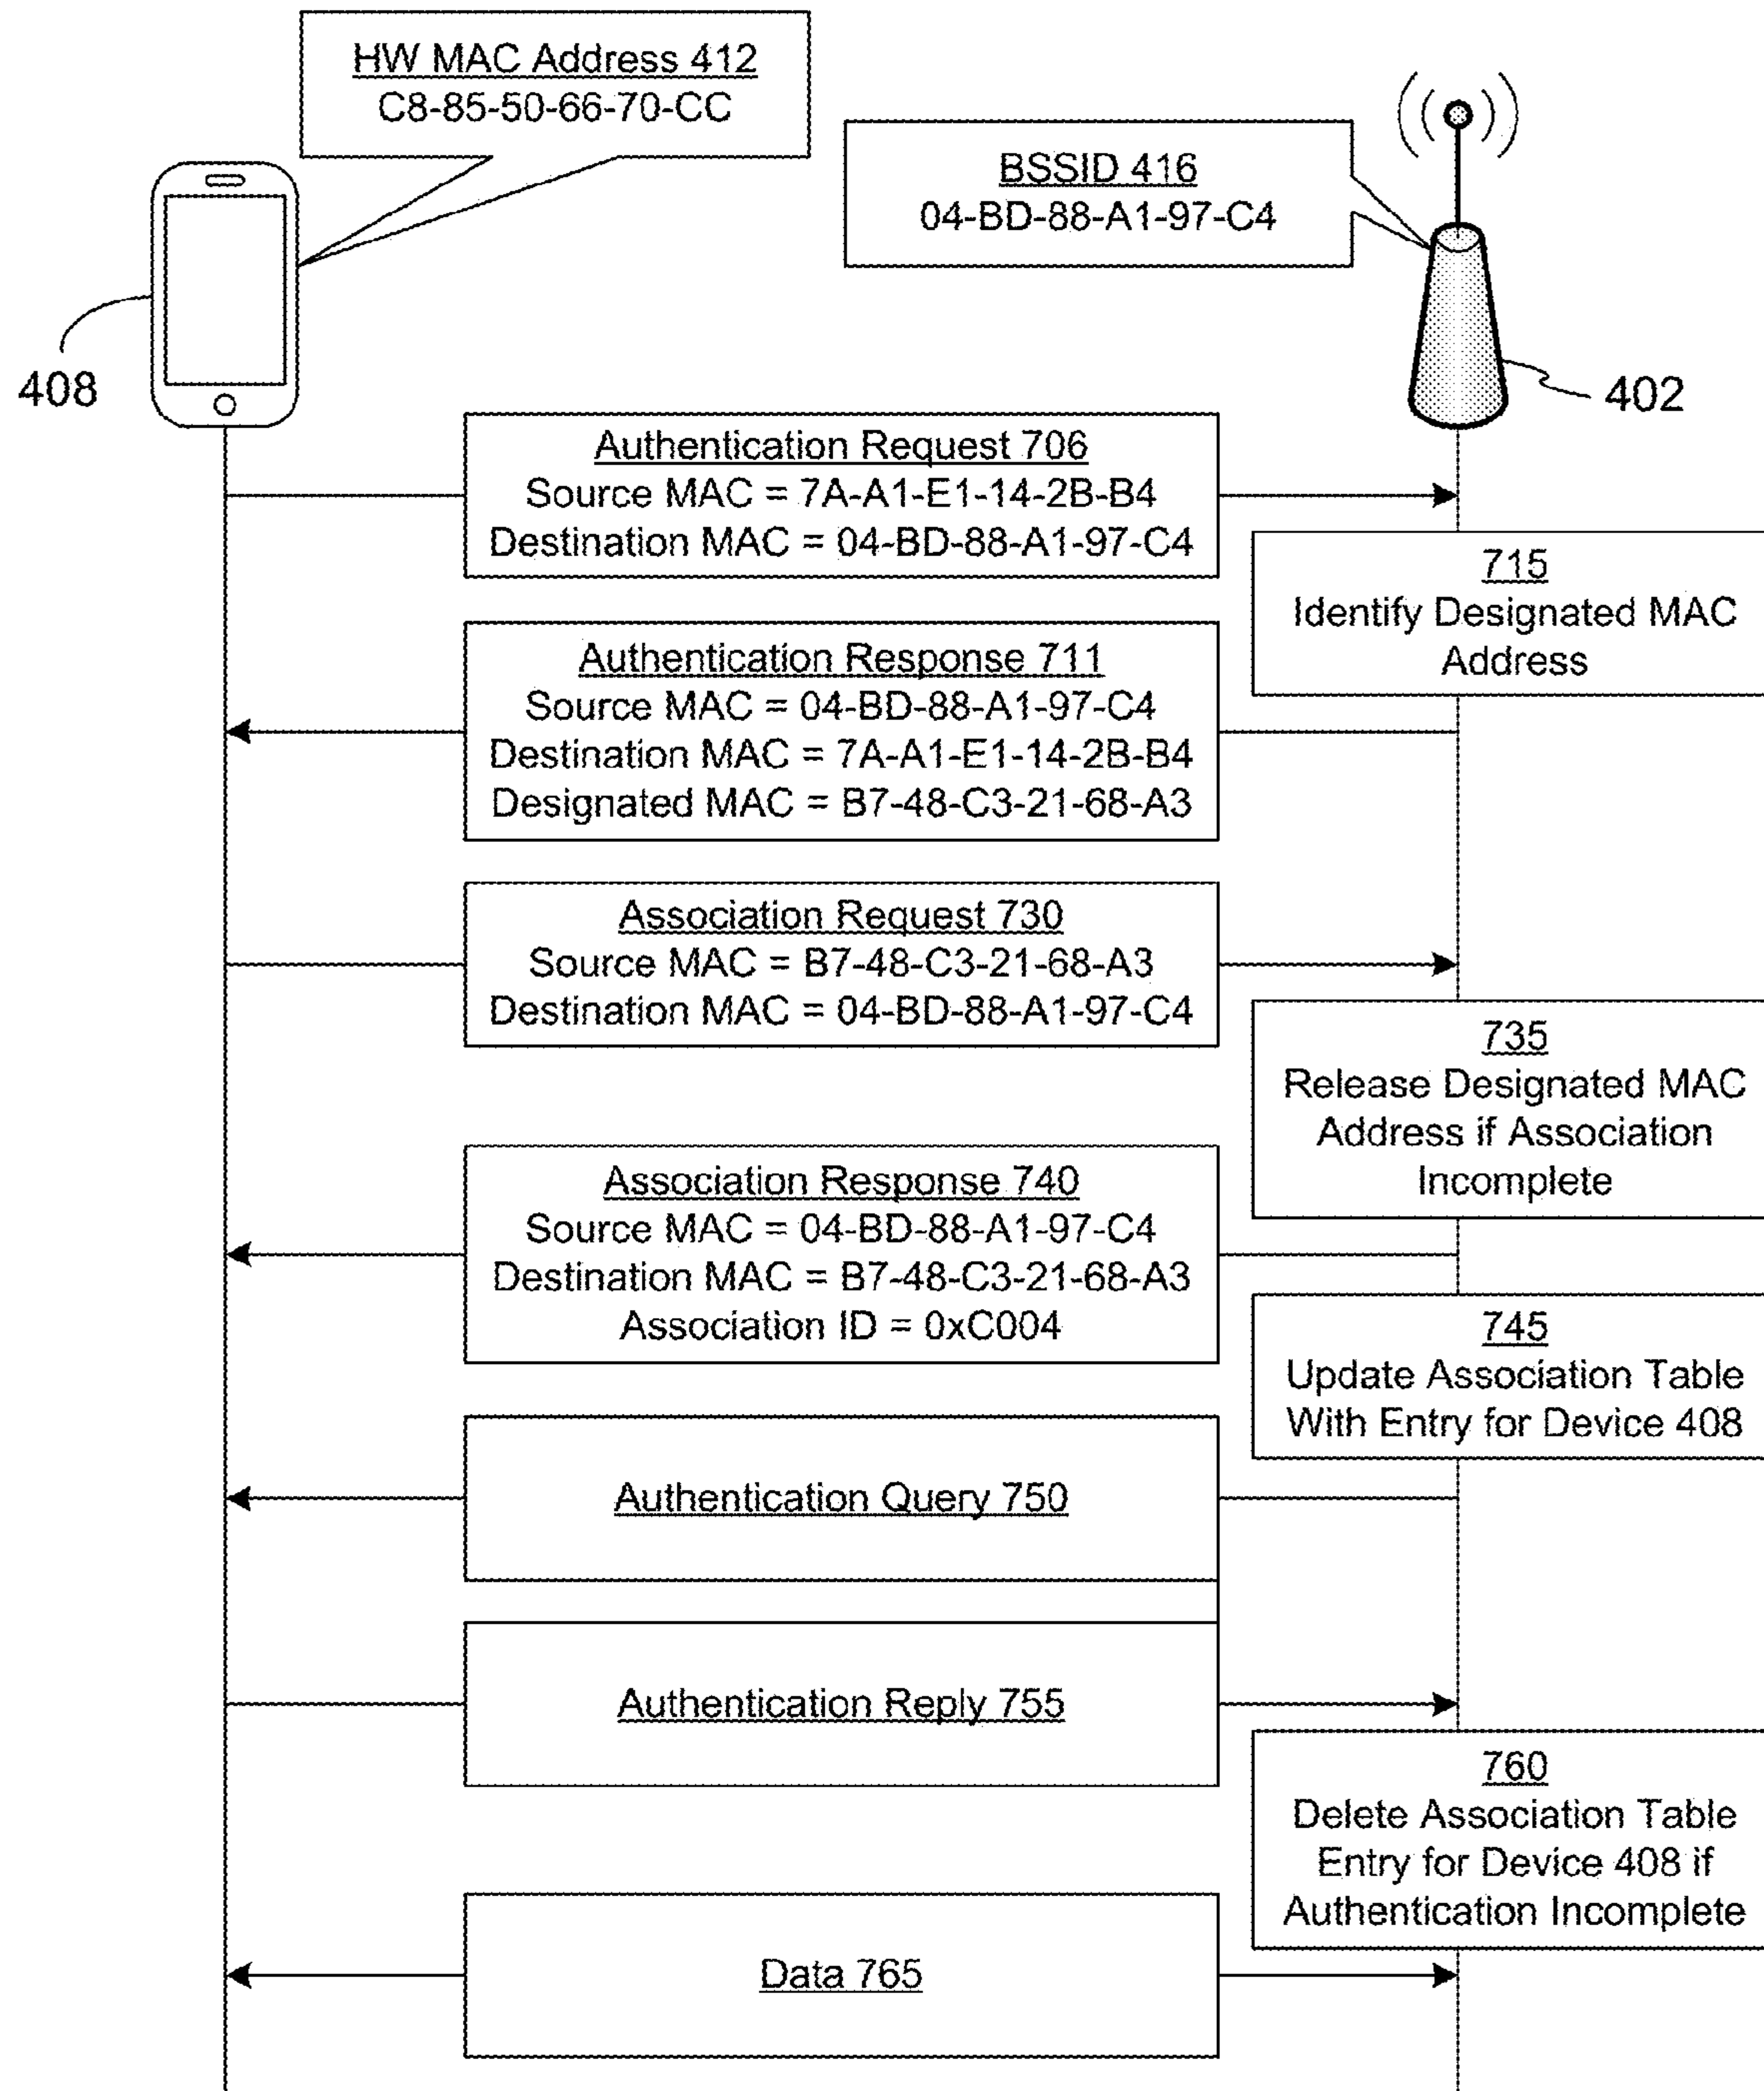 HW MAC Address 412
C8-85-50-66-70-CC
BSSID 416
04-BD-88-A1-97-C4
408
402
Authentication Request 706
Source MAC = 7A-A1-E1-14-2B-B4
Destination MAC = 04-BD-88-A1-97-C4
715
Identify Designated MAC
Address
Authentication Response 711
Source MAC = 04-BD-88-A1-97-C4
Destination MAC = 7A-A1-E1-14-2B-B4
Designated MAC = B7-48-C3-21-68-A3
Association Request 730
Source MAC = B7-48-C3-21-68-A3
Destination MAC = 04-BD-88-A1-97-C4
735
Release Designated MAC
Address if Association
Incomplete
Association Response 740
Source MAC = 04-BD-88-A1-97-C4
Destination MAC = B7-48-C3-21-68-A3
Association ID = 0xC004
745
Update Association Table
With Entry for Device 408
Authentication Query 750
Authentication Reply 755
760
Delete Association Table
Entry for Device 408 if
Authentication Incomplete
Data 765